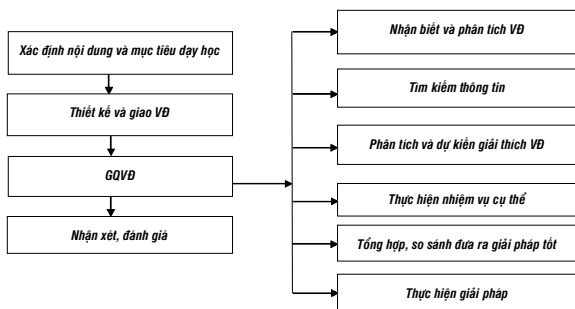 Xác định nội dung và mục tiêu dạy học
Thiết kế và giao VĐ
GQVĐ
Nhận xét, đánh giá
Nhận biết và phân tích VĐ
Tìm kiếm thông tin
Phân tích và dự kiến giải thích VĐ
Thực hiện nhiệm vụ cụ thể
Tổng hợp, so sánh đưa ra giải pháp tốt
Thực hiện giải pháp